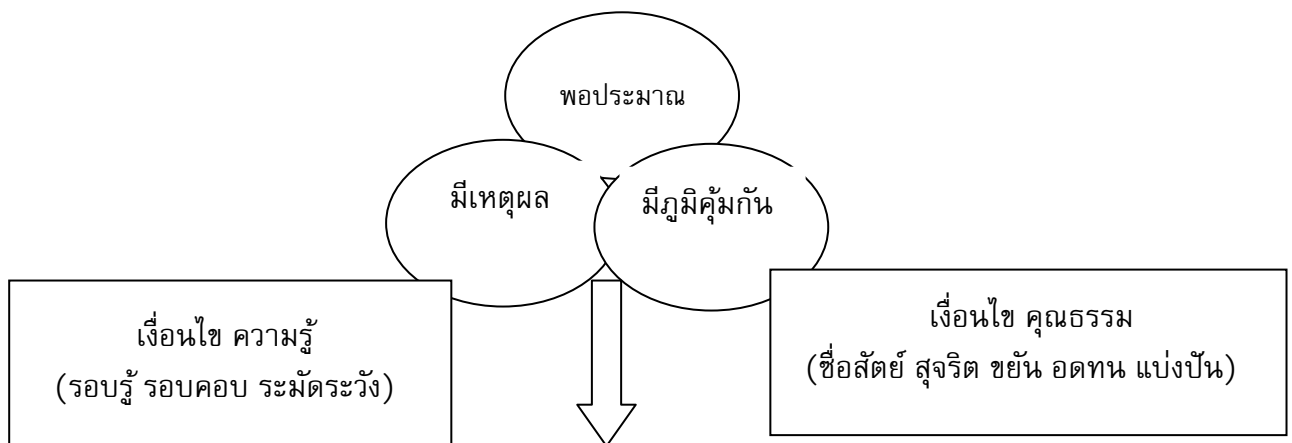 พอประมาณ
มีเหตุผล
มีภูมิคุ้มกัน
เงื่อนไข ความรู้
(รอบรู้ รอบคอบ ระมัดระวัง)
เงื่อนไข คุณธรรม
(ซื่อสัตย์ สุจริต ขยัน อดทน แบ่งปัน)